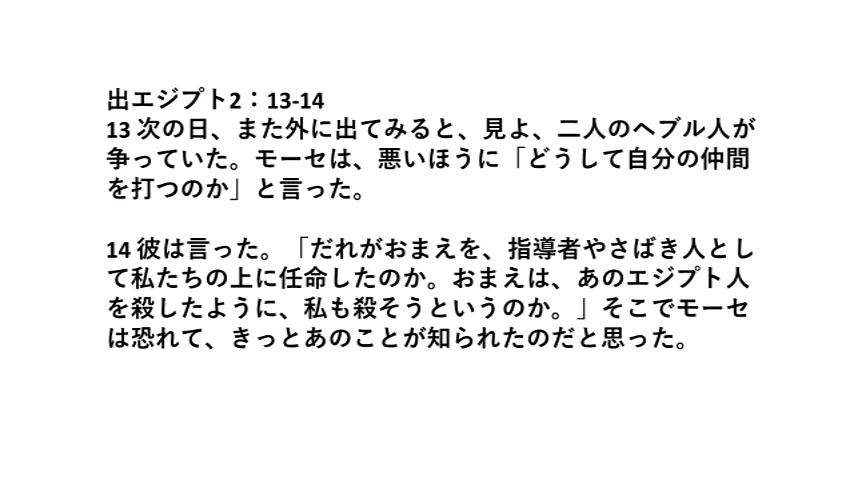 出エジプト2：13-14
13 次の日、また外に出てみると、見よ、二人のヘブル人が
争っていた。モーセは、悪いほうに「どうして自分の仲間
を打つのか」と言った。
14 彼は言った。「だれがおまえを、指導者やさばき人とし
て私たちの上に任命したのか。おまえは、あのエジプト人
を殺したように、私も殺そうというのか。」そこでモーセ
は恐れて、きっとあのことが知られたのだと思った。